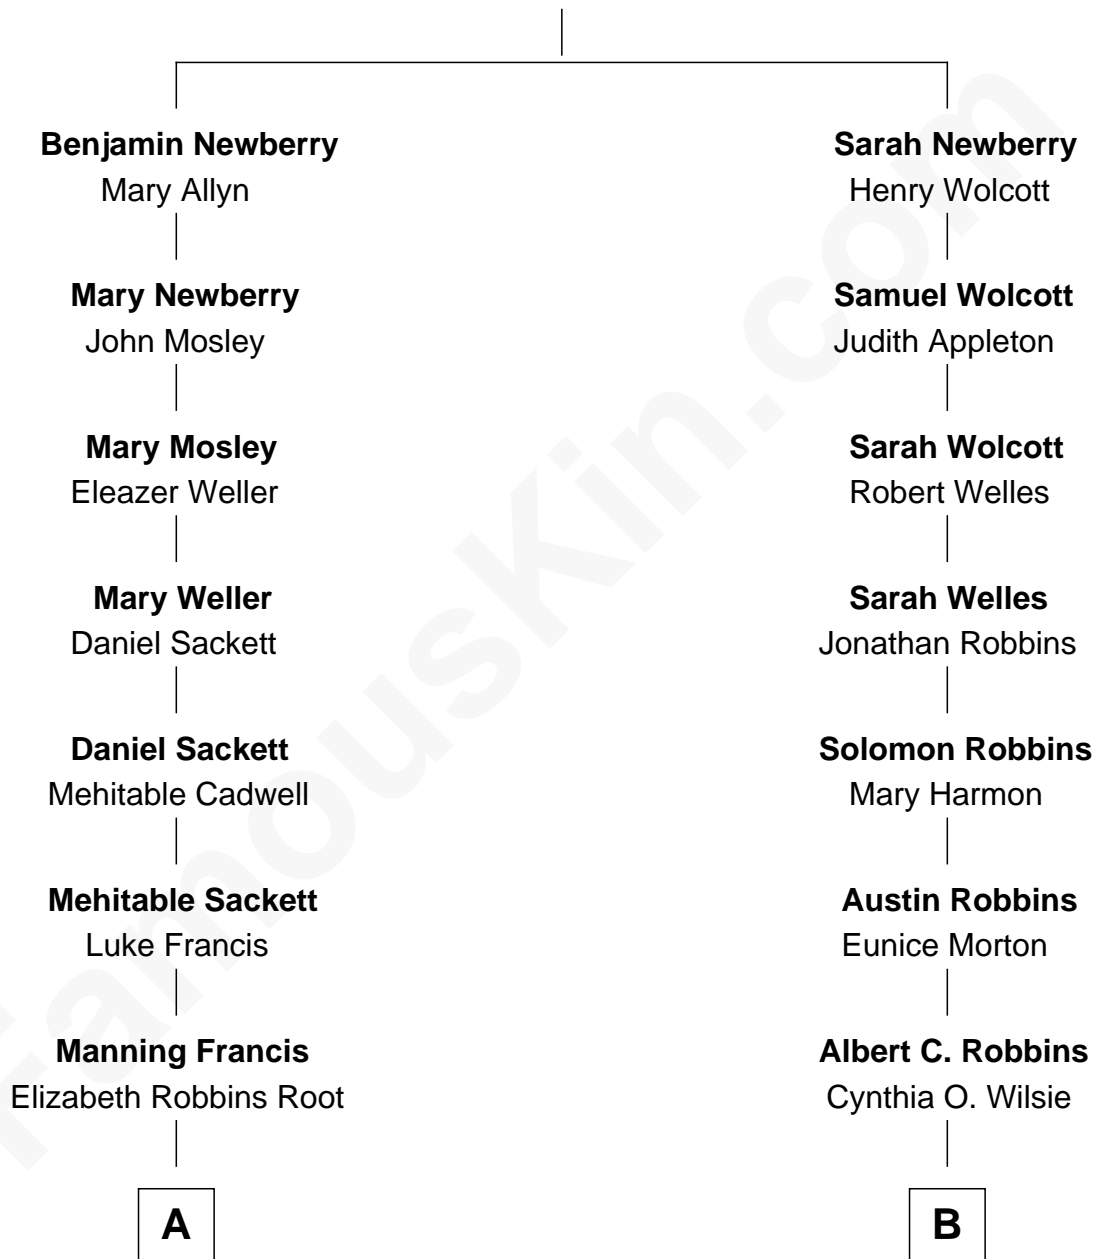 Benjamin Newberry
Mary Allyn
Mary Newberry
John Mosley
Mary Mosley
Eleazer Weller
Mary Weller
Daniel Sackett
Daniel Sackett
Mehitable Cadwell
Mehitable Sackett
Luke Francis
Manning Francis
Elizabeth Robbins Root
A
Sarah Newberry
Henry Wolcott
Samuel Wolcott
Judith Appleton
Sarah Wolcott
Robert Welles
Sarah Welles
Jonathan Robbins
Solomon Robbins
Mary Harmon
Austin Robbins
Eunice Morton
Albert C. Robbins
Cynthia O. Wilsie
B
FamousKin.com